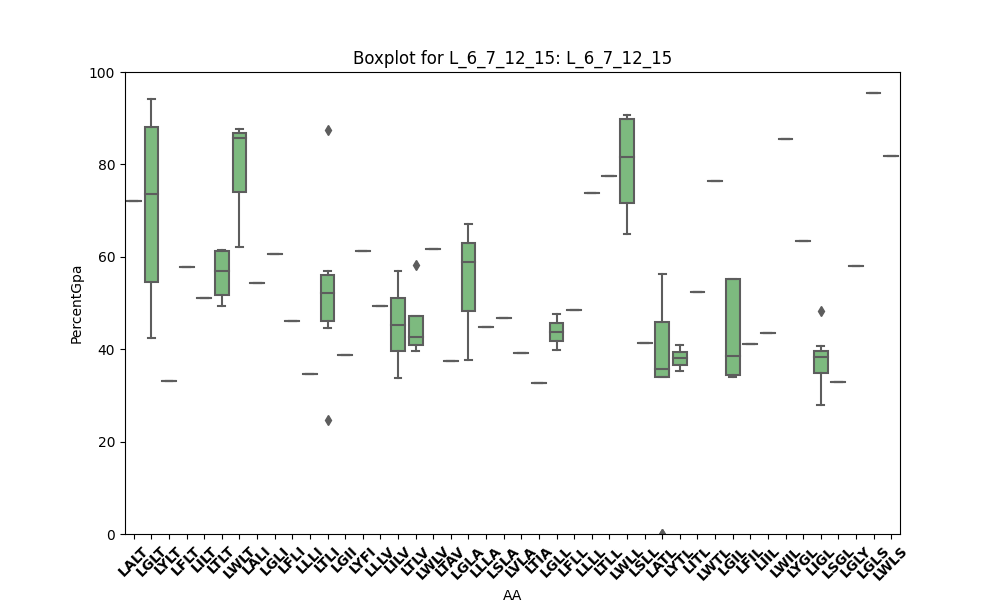 Boxplot for L_6_7_12_15: L_6_7_12_15
100
80
60
40
20
0
PercentGpa
LALT
LGLT
LYLT
LFLT
LILT
LTLT
LWLT
LALI
LGLI
LFLI
LLLI
LTLI
LGII
LYFI
LLLV
LILV
LTLV
LWLV
LTAV
LGLA
LLLA
LSLA
LVLA
LTIA
LGLL
LFLL
LLLL
LTLL
LWLL
LSLL
LATL
LYTL
LITL
LWTL
LGIL
LFIL
LIIL
LWIL
LYGL
LIGL
LSGL
LGLY
LGLS
LWLS
AA